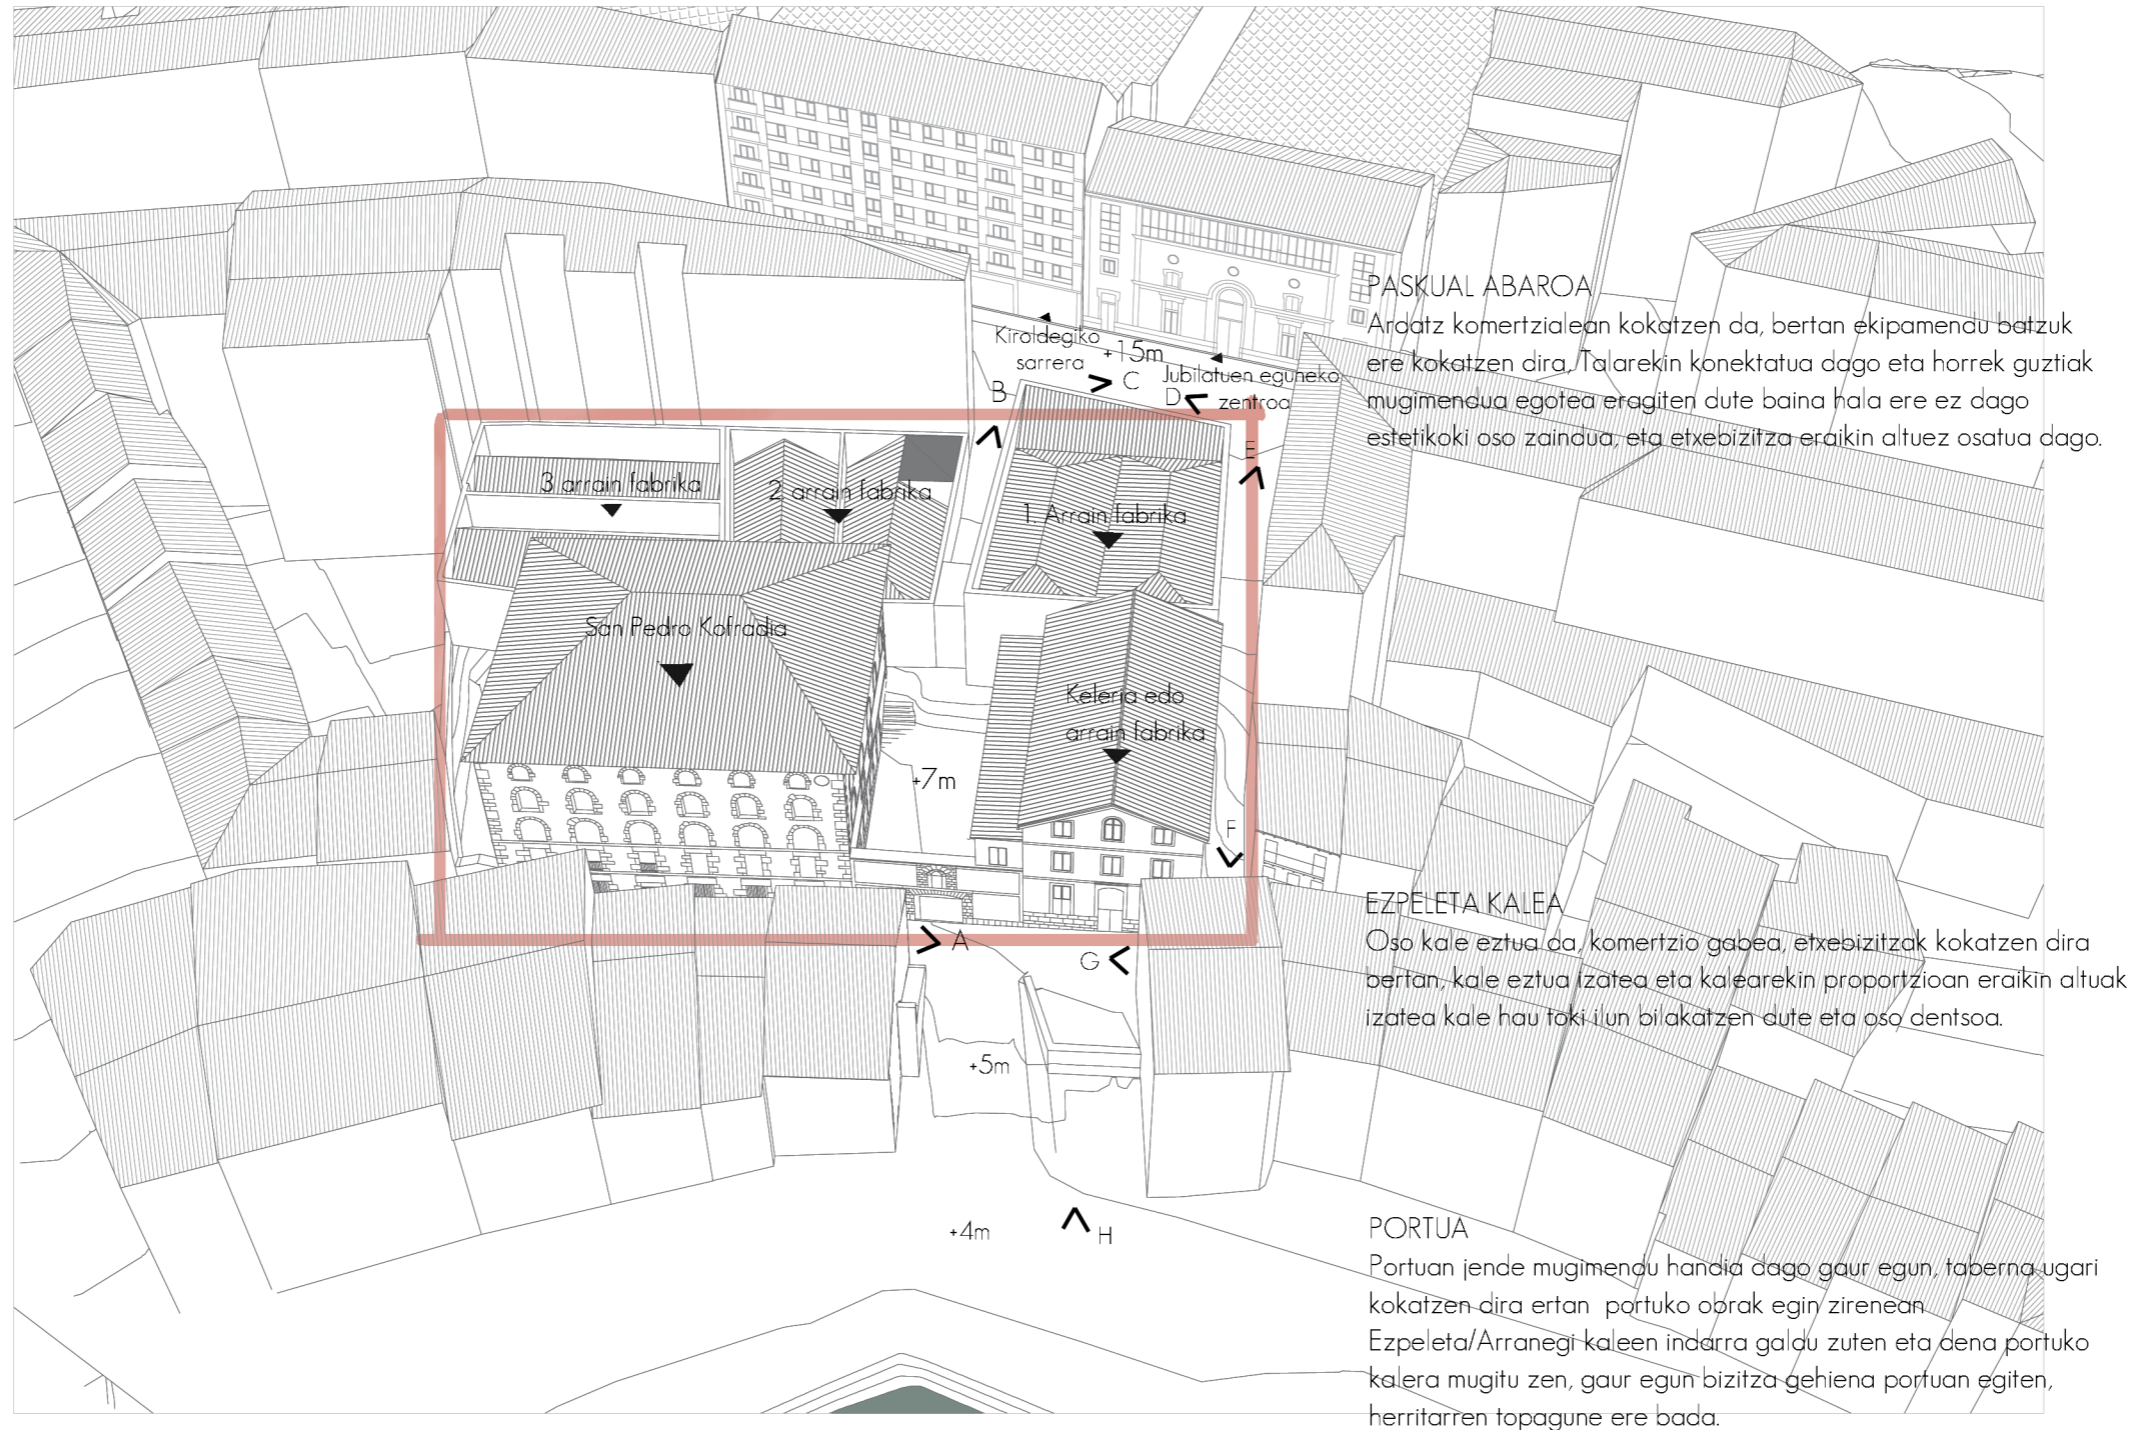 Kiroldegiko
sarrera
+15m
C
Jubilatuen eguneko
zentroa
B
D
E
3 arrain fabrika
2 arrain fabrika
1. Arrain fabrika
San Pedro Kofradia
Keleria edo
arrain fabrika
+7m
F
A
G
+5m
+4m
H
PASKUAL ABAROA
Ardatz komertzialean kokatzen da, bertan ekipamendu batzuk
ere kokatzen dira, Talarekin konektatua dago eta horrek guztiak
mugimendua egotea eragiten dute baina hala ere ez dago
estetikoki oso zaindua, eta etxebizitza eraikin altuez osatua dago.
EZPELETA KALEA
Oso kale eztua da, komertzio gabea, etxebizitzak kokatzen dira
bertan, kale eztua izatea eta kalearekin proportzioan eraikin altuak
izatea kale hau toki ilun bilakatzen dute eta oso dentsoa.
PORTUA
Portuan jende mugimendu handia dago gaur egun, taberna ugari
kokatzen dira ertan portuko obrak egin zirenean
Ezpeleta/Arranegi kaleen indarra galdu zuten eta dena portuko
kalera mugitu zen, gaur egun bizitza gehiena portuan egiten,
herritarren topagune ere bada.